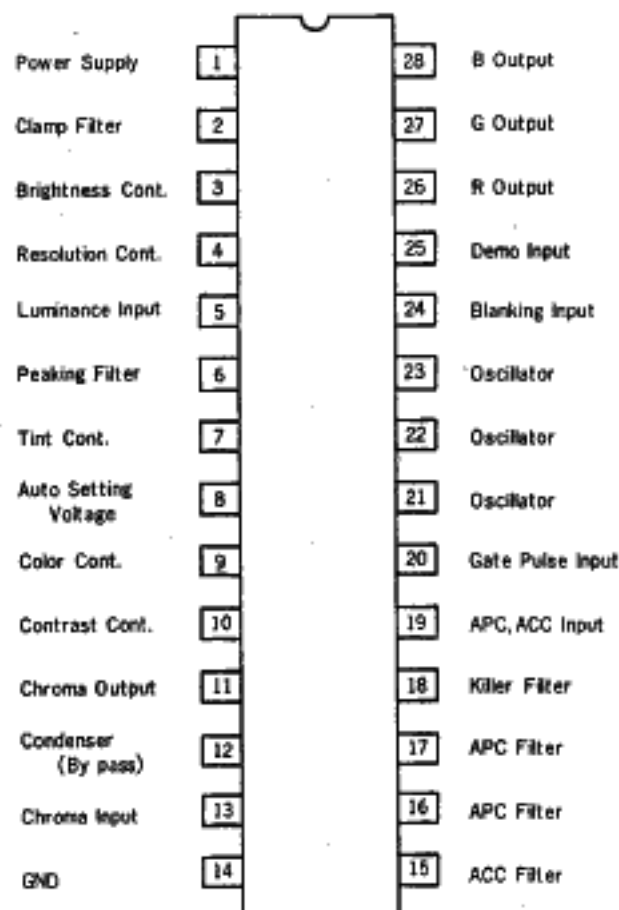 Power Supply 1 28 B Output
Clamp Filter 2 27 G Output
Brightness Cont. 3 26 R Output
Resolution Cont. 4 25 Demo Input
Luminance Input 5 24 Blanking Input
Peaking Filter 6 23 Oscillator
Tint Cont. 7 22 Oscillator
Auto Setting
Voltage 8 21 Oscillator
Color Cont. 9 20 Gate Pulse Input
Contrast Cont. 10 19 APC, ACC Input
Chroma Output 11 18 Killer Filter
Condenser
(By pass) 12 17 APC Filter
Chroma Input 13 16 APC Filter
GND 14 15 ACC Filter